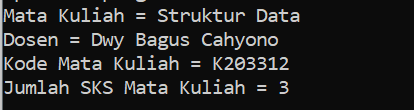 Mata Kuliah = Struktur Data
Dosen = Dwy Bagus Cahyono
Kode Mata Kuliah = K203312
Jumlah SKS Mata Kuliah = 3